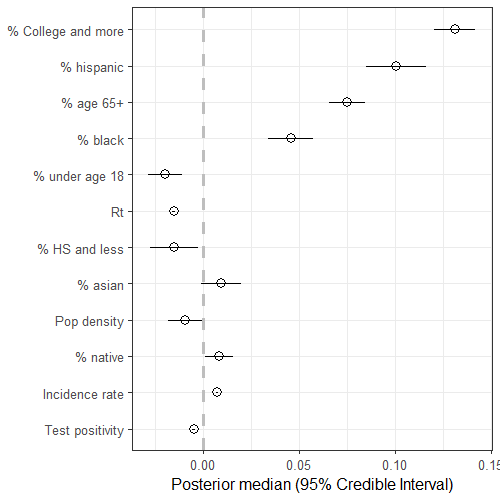 % College and more
% hispanic
% age 65+
% black
% under age 18
Rt
% HS and less
% asian
Pop density
% native
Incidence rate
Test positivity
0.00 0.05 0.10 0.15
Posterior median (95% Credible Interval)